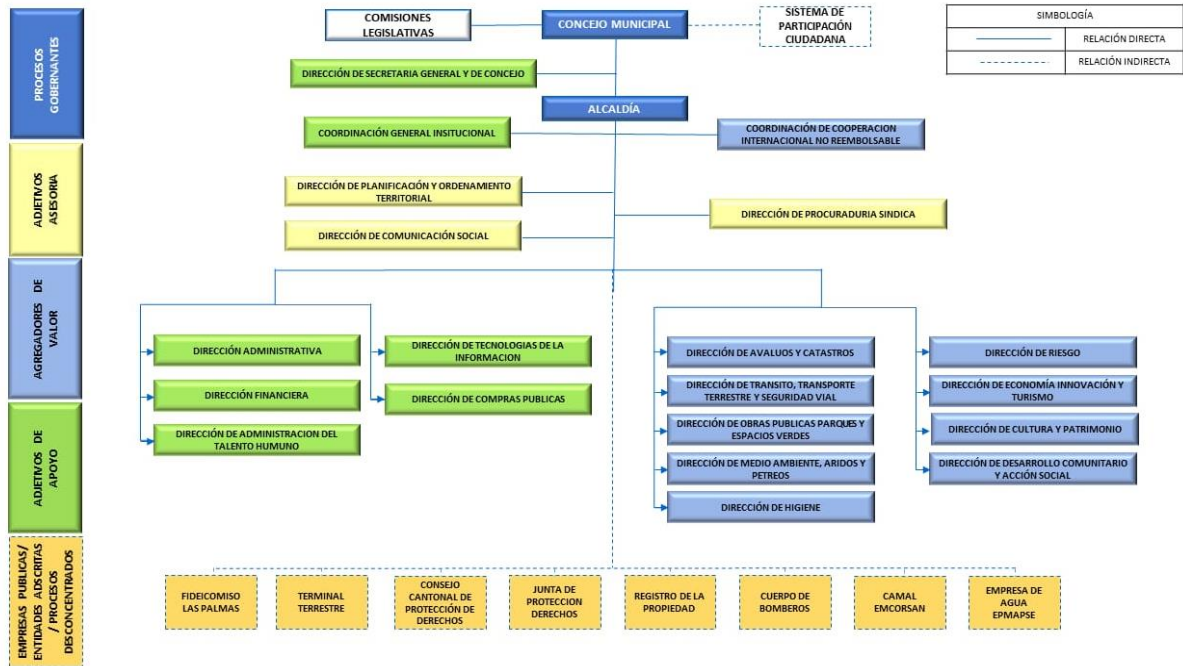 COMISIONES
LEGISLATIVAS
CONCEJO MUNICIPAL
SISTEMA DE
PARTICIPACIÓN
CIUDADANA
SIMBOLOGÍA
RELACIÓN DIRECTA
RELACIÓN INDIRECTA
PROCESOS
GOBERNANTES
DIRECCIÓN DE SECRETARIA GENERAL Y DE CONCEJO
ALCALDÍA
COORDINACIÓN GENERAL INSITUCIONAL
COORDINACIÓN DE COOPERACION
INTERNACIONAL NO REEMBOLSABLE
ADJETIVOS
ASESORIA
DIRECCIÓN DE PLANIFICACIÓN Y ORDENAMIENTO
TERRITORIAL
DIRECCIÓN DE PROCURADURIA SINDICA
DIRECCIÓN DE COMUNICACIÓN SOCIAL
AGREGADORES DE
VALOR
DIRECCIÓN ADMINISTRATIVA
DIRECCIÓN FINANCIERA
DIRECCIÓN DE ADMINISTRACION DEL
TALENTO HUMUNO
DIRECCIÓN DE TECNOLOGIAS DE LA
INFORMACION
DIRECCIÓN DE COMPRAS PUBLICAS
DIRECCIÓN DE AVALUOS Y CATASTROS
DIRECCIÓN DE TRANSITO, TRANSPORTE
TERRESTRE Y SEGURIDAD VIAL
DIRECCIÓN DE OBRAS PUBLICAS PARQUES Y
ESPACIOS VERDES
DIRECCIÓN DE MEDIO AMBIENTE, ARIDOS Y
PETREOS
DIRECCIÓN DE HIGIENE
DIRECCIÓN DE RIESGO
DIRECCIÓN DE ECONOMÍA INNOVACIÓN Y
TURISMO
DIRECCIÓN DE CULTURA Y PATRIMONIO
DIRECCIÓN DE DESARROLLO COMUNITARIO
Y ACCIÓN SOCIAL
ADJETIVOS DE
APOYO
EMPRESAS PUBLICAS/
ENTIDADES ADSCRITAS
/ PROCESOS
DESCONCENTRADOS
FIDEICOMISO
LAS PALMAS
TERMINAL
TERRESTRE
CONSEJO
CANTONAL DE
PROTECCIÓN DE
DERECHOS
JUNTA DE
PROTECCION
DERECHOS
REGISTRO DE LA
PROPIEDAD
CUERPO DE
BOMBEROS
CAMAL
EMCORSAN
EMPRESA DE
AGUA
EPMAPSE